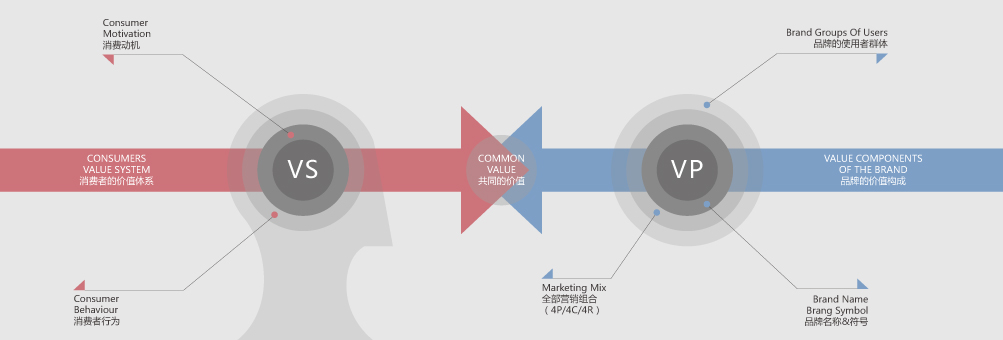 Consumer
Motivation
消费动机
Brand Groups Of Users
品牌的使用者群体
CONSUMERS
VALUE SYSTEM
消费者的价值体系
VS
COMMON
VALUE
共同的价值
VP
VALUE COMPONENTS
OF THE BRAND
品牌的价值构成
Consumer
Behaviour
消费者行为
Marketing Mix
全部营销组合
（4P/4C/4R）
Brand Name
Brang Symbol
品牌名称&符号